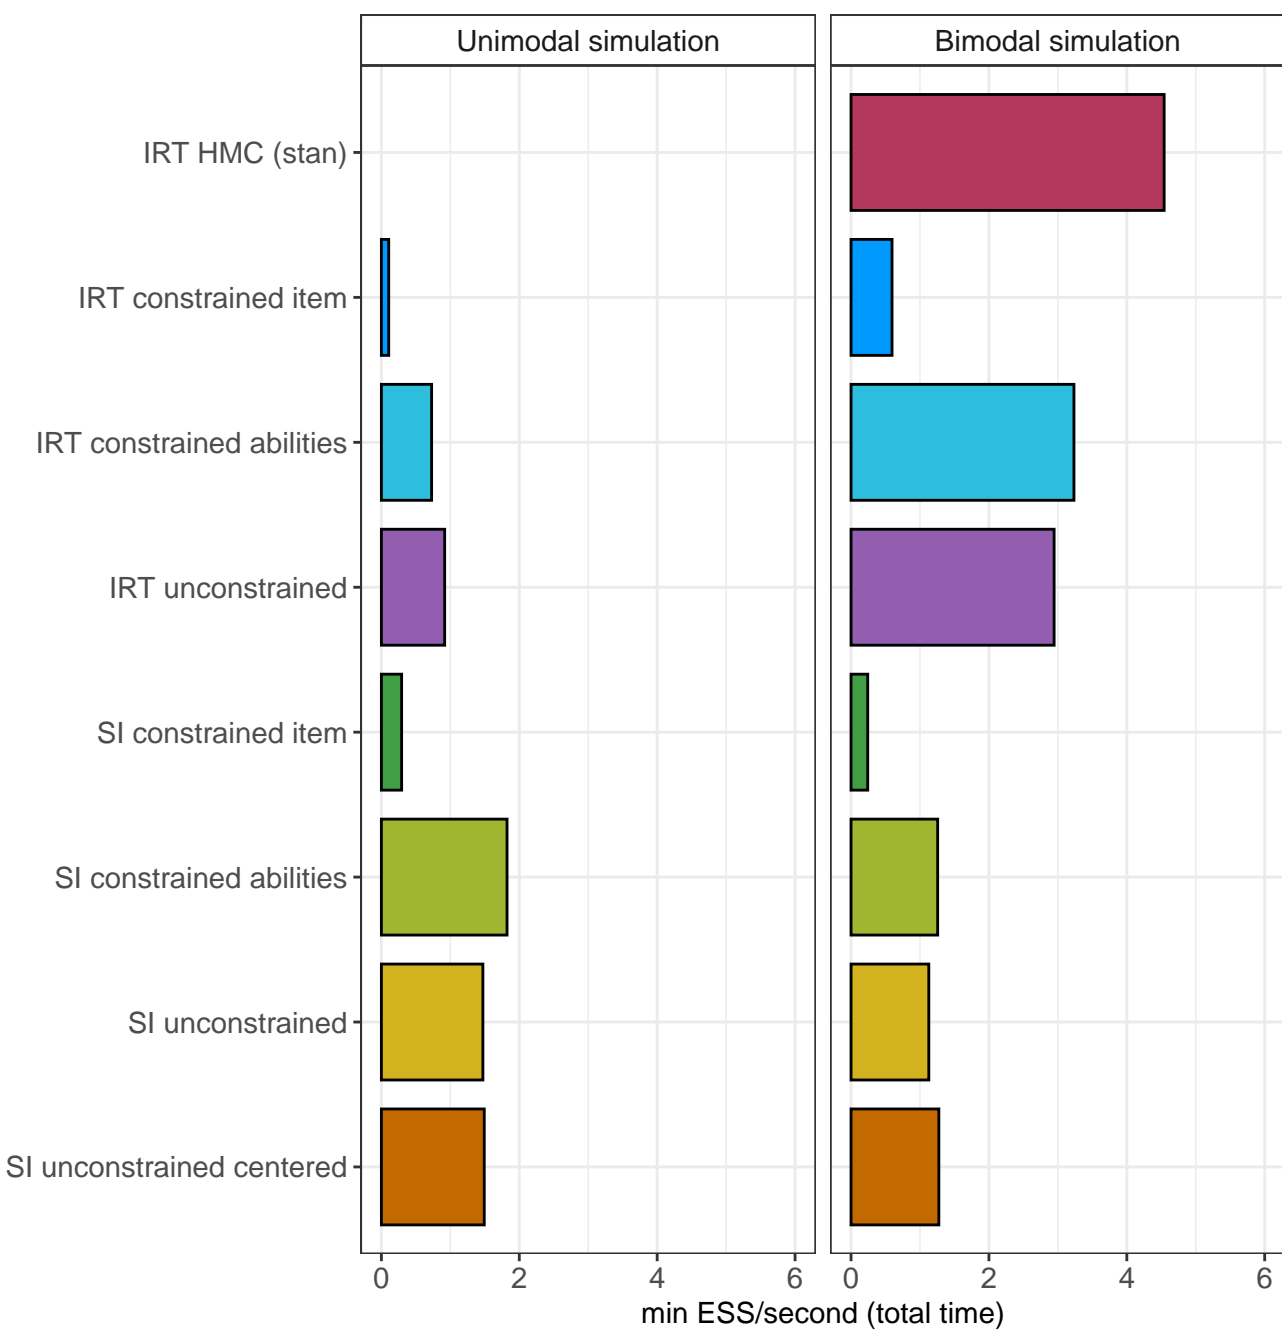 Unimodal simulation
Bimodal simulation
IRT HMC (stan)
IRT constrained item
IRT constrained abilities
IRT unconstrained
SI constrained item
SI constrained abilities
SI unconstrained
SI unconstrained centered
0 2 4 6
0 2 4 6
min ESS/second (total time)